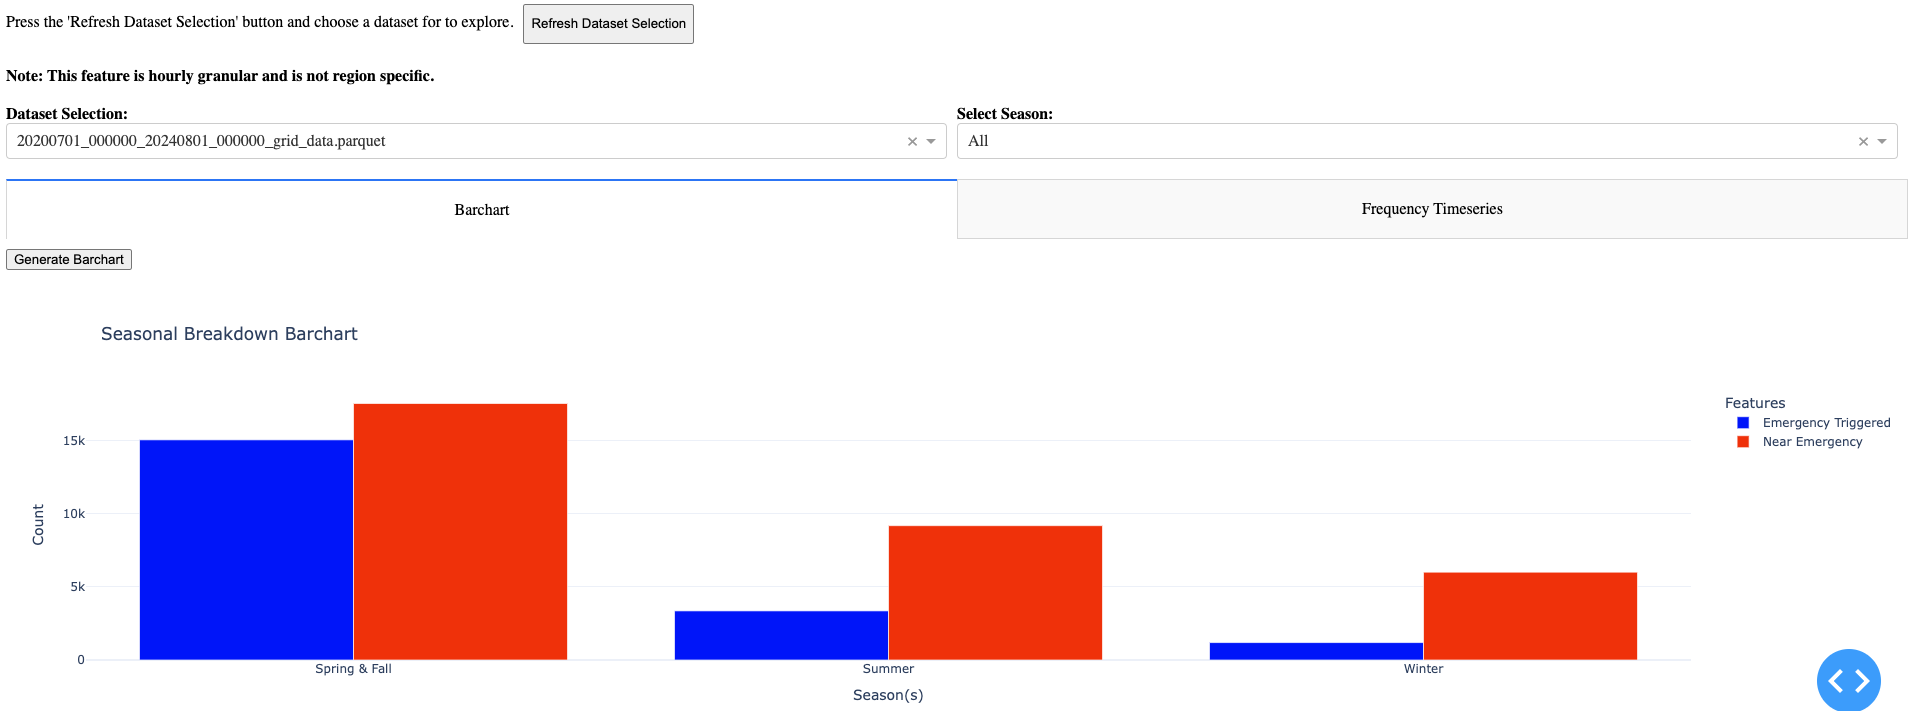 Press the 'Refresh Dataset Selection' button and choose a dataset for to explore. Refresh Dataset Selection
Note: This feature is hourly granular and is not region specific.
Dataset Selection:
20200701_000000_20240801_000000_grid_data.parquet
Select Season:
All
Barchart
Frequency Timeseries
Generate Barchart
Seasonal Breakdown Barchart
Features
Emergency Triggered
Near Emergency
Count
15k
10k
5k
0
Spring & Fall
Summer
Winter
Season(s)